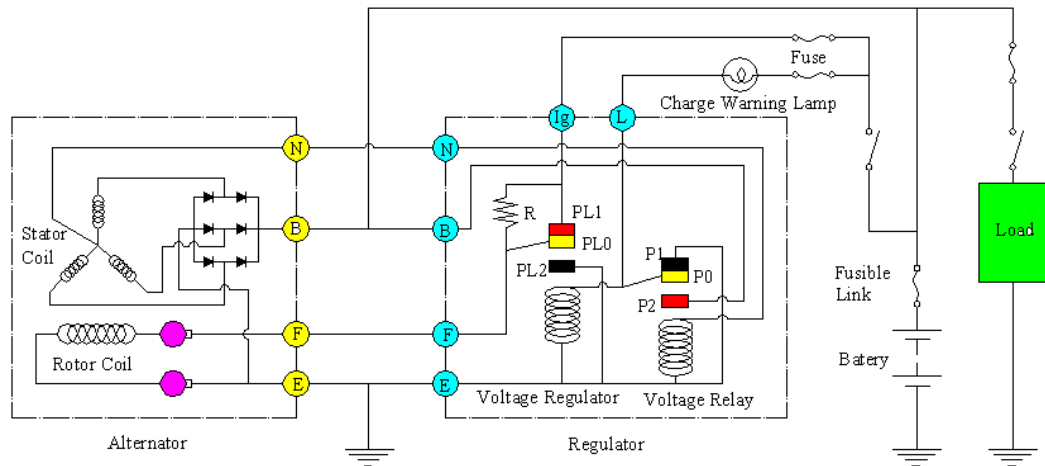 Fuse
Charge Warning Lamp
Ig
L
N
N
R
PL1
PL0
PL2
P1
P0
P2
Stator
Coil
B
B
Load
Fusible
Link
F
F
Rotor Coil
Batery
E
E
Voltage Regulator
Voltage Relay
Alternator
Regulator